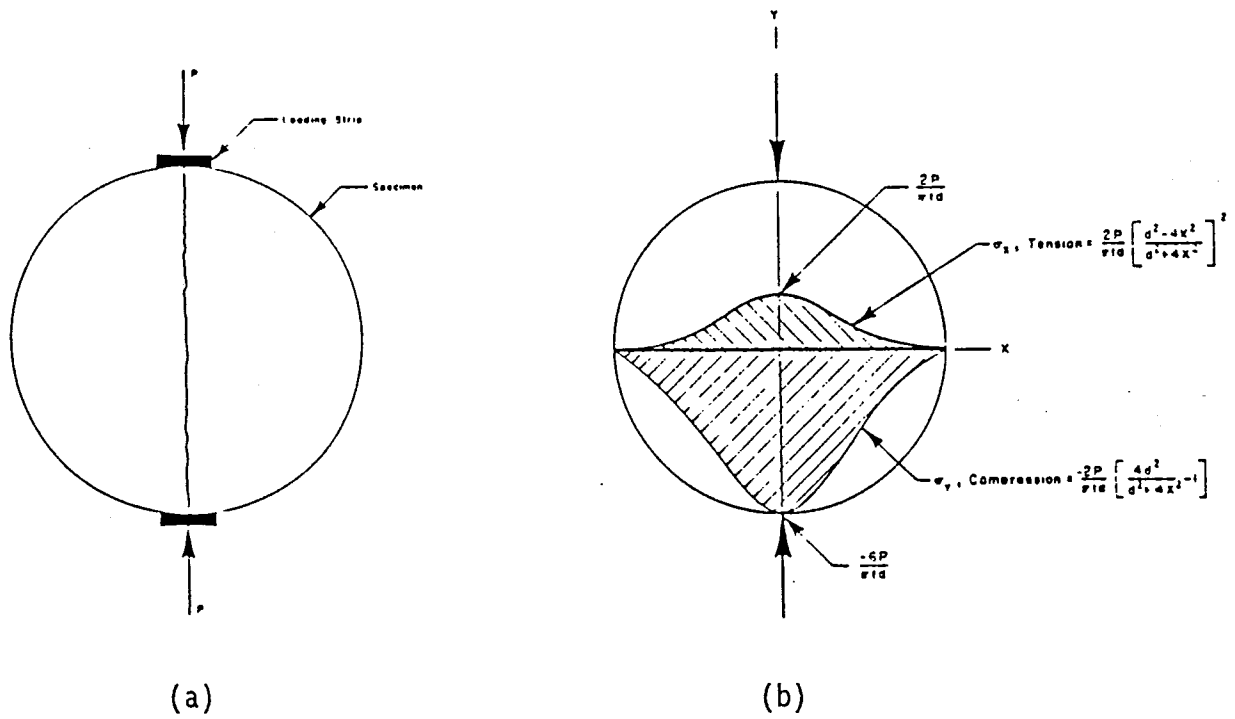 P
Loading Strip
Specimen
P
(a)
Y
2P
πtd
σx, Tension = 2P/πtd [d²-4X²/d²+4X²]²
X
σY, Compression = -2P/πtd [4d²/d²+4X² -1]
-6P
πtd
(b)